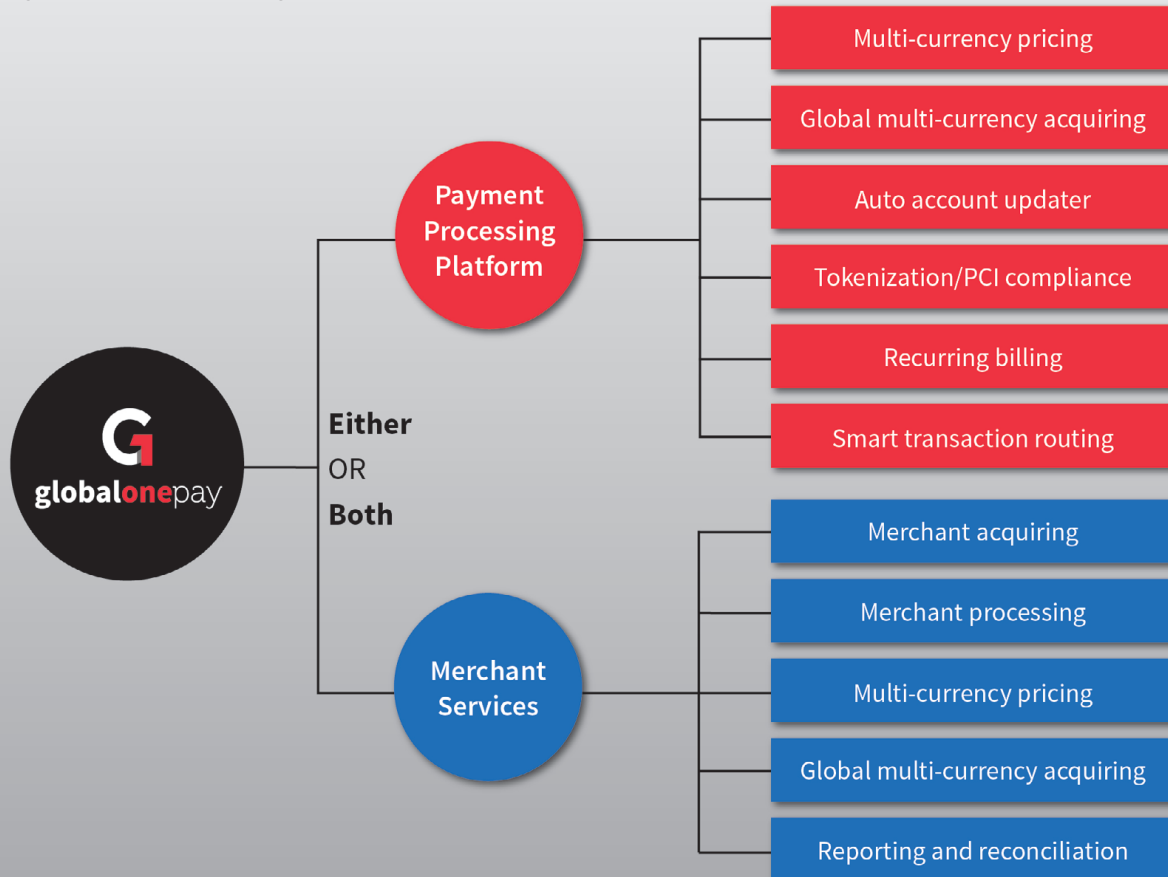 globalonepay
Either
OR
Both
Payment
Processing
Platform
Multi-currency pricing
Global multi-currency acquiring
Auto account updater
Tokenization/PCI compliance
Recurring billing
Smart transaction routing
Merchant
Services
Merchant acquiring
Merchant processing
Multi-currency pricing
Global multi-currency acquiring
Reporting and reconciliation